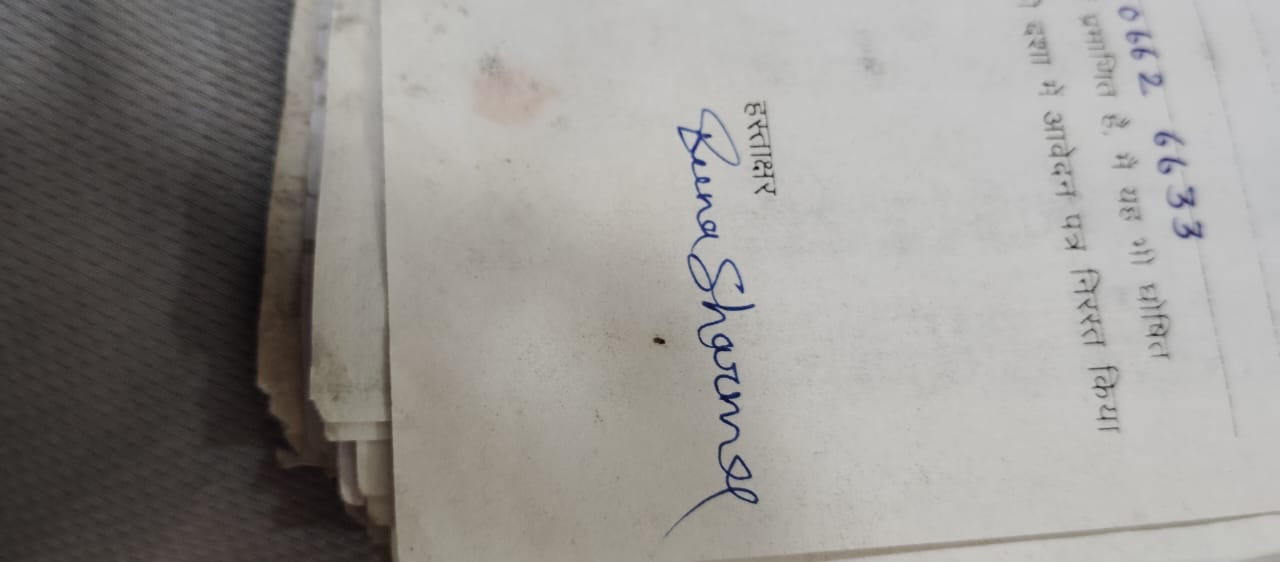 0662 6633
प्रमाणित है, मै यह भी घोषित
दशा मे आवेदन पत्र निरस्त किया
हस्ताक्षर
Reena Sharma